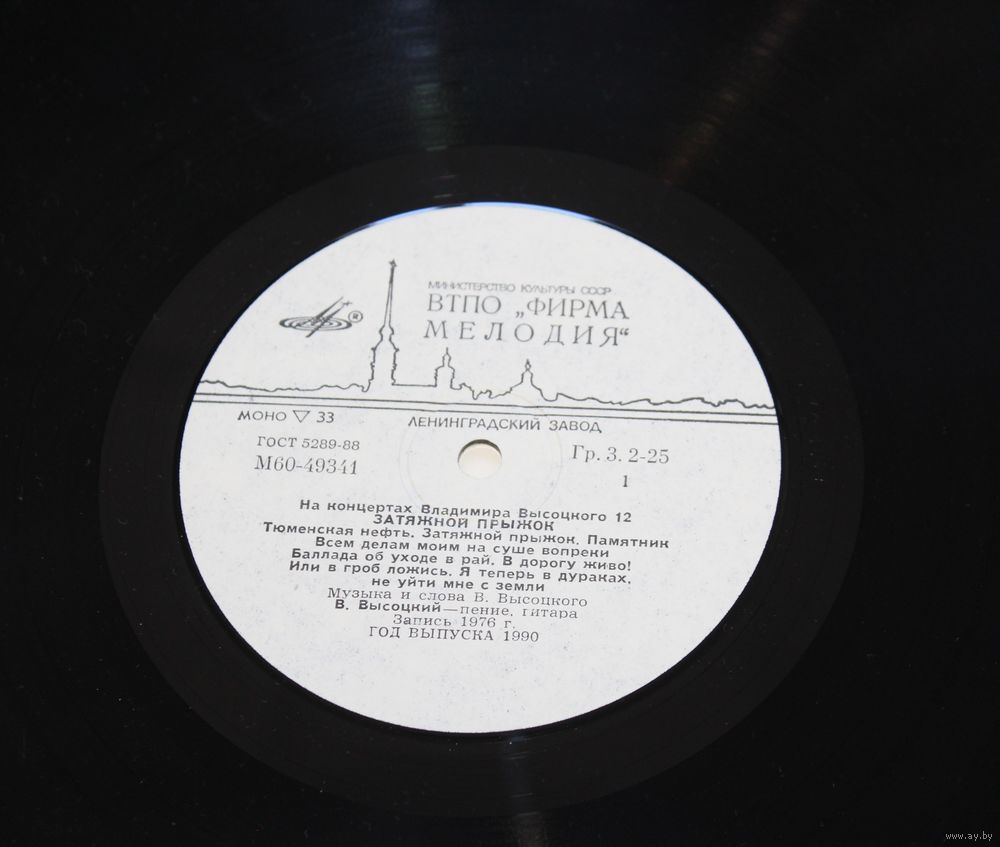 ®
МИНИСТЕРСТВО КУЛЬТУРЫ СССР
ВТПО „ФИРМА
МЕЛОДИЯ“
МОНО ▽ 33
ЛЕНИНГРАДСКИЙ ЗАВОД
ГОСТ 5289-88
Гр. 3. 2-25
М60-49341
1
На концертах Владимира Высоцкого 12
ЗАТЯЖНОЙ ПРЫЖОК
Тюменская нефть. Затяжной прыжок. Памятник
Всем делам моим на суше вопреки
Баллада об уходе в рай. В дорогу живо!
Или в гроб ложись. Я теперь в дураках,
не уйти мне с земли
Музыка и слова В. Высоцкого
В. Высоцкий—пение, гитара
Запись 1976 г.
ГОД ВЫПУСКА 1990
www.ay.by